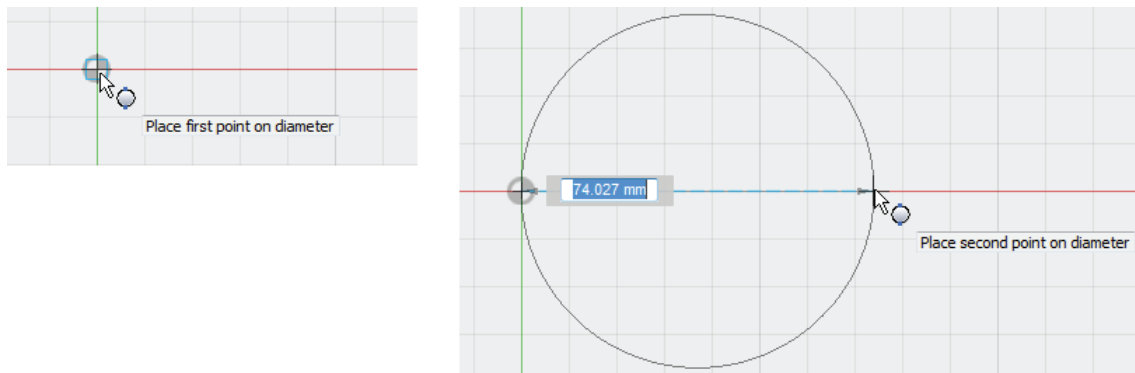 Place first point on diameter
74.027 mm
Place second point on diameter